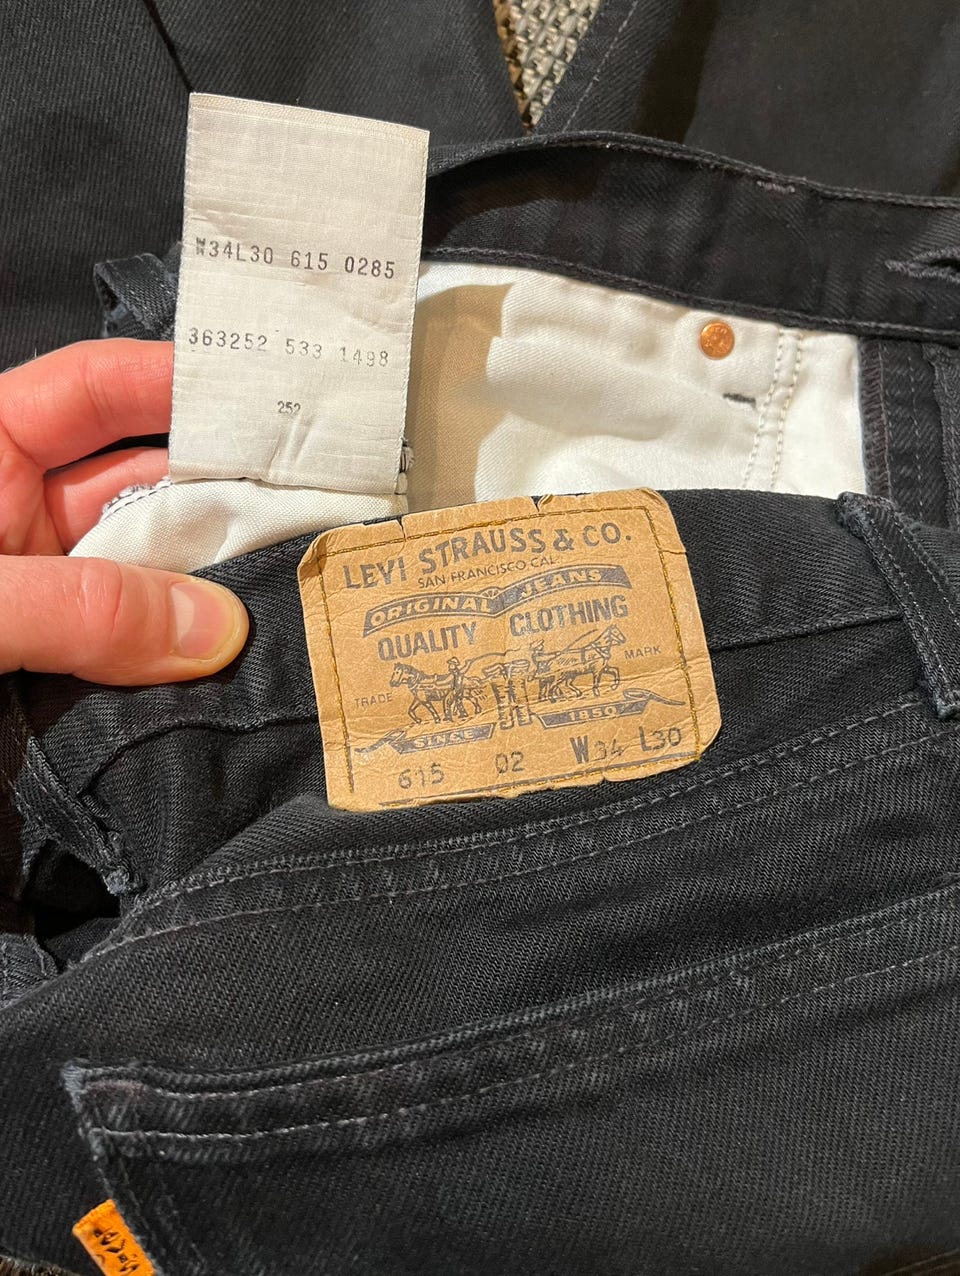 W34L30 615 0285
363252 533 1498
252
LEVI STRAUSS & CO.
SAN FRANCISCO CAL
ORIGINAL JEANS
QUALITY CLOTHING
TRADE MARK
SINCE 1850
615 02 W34 L30